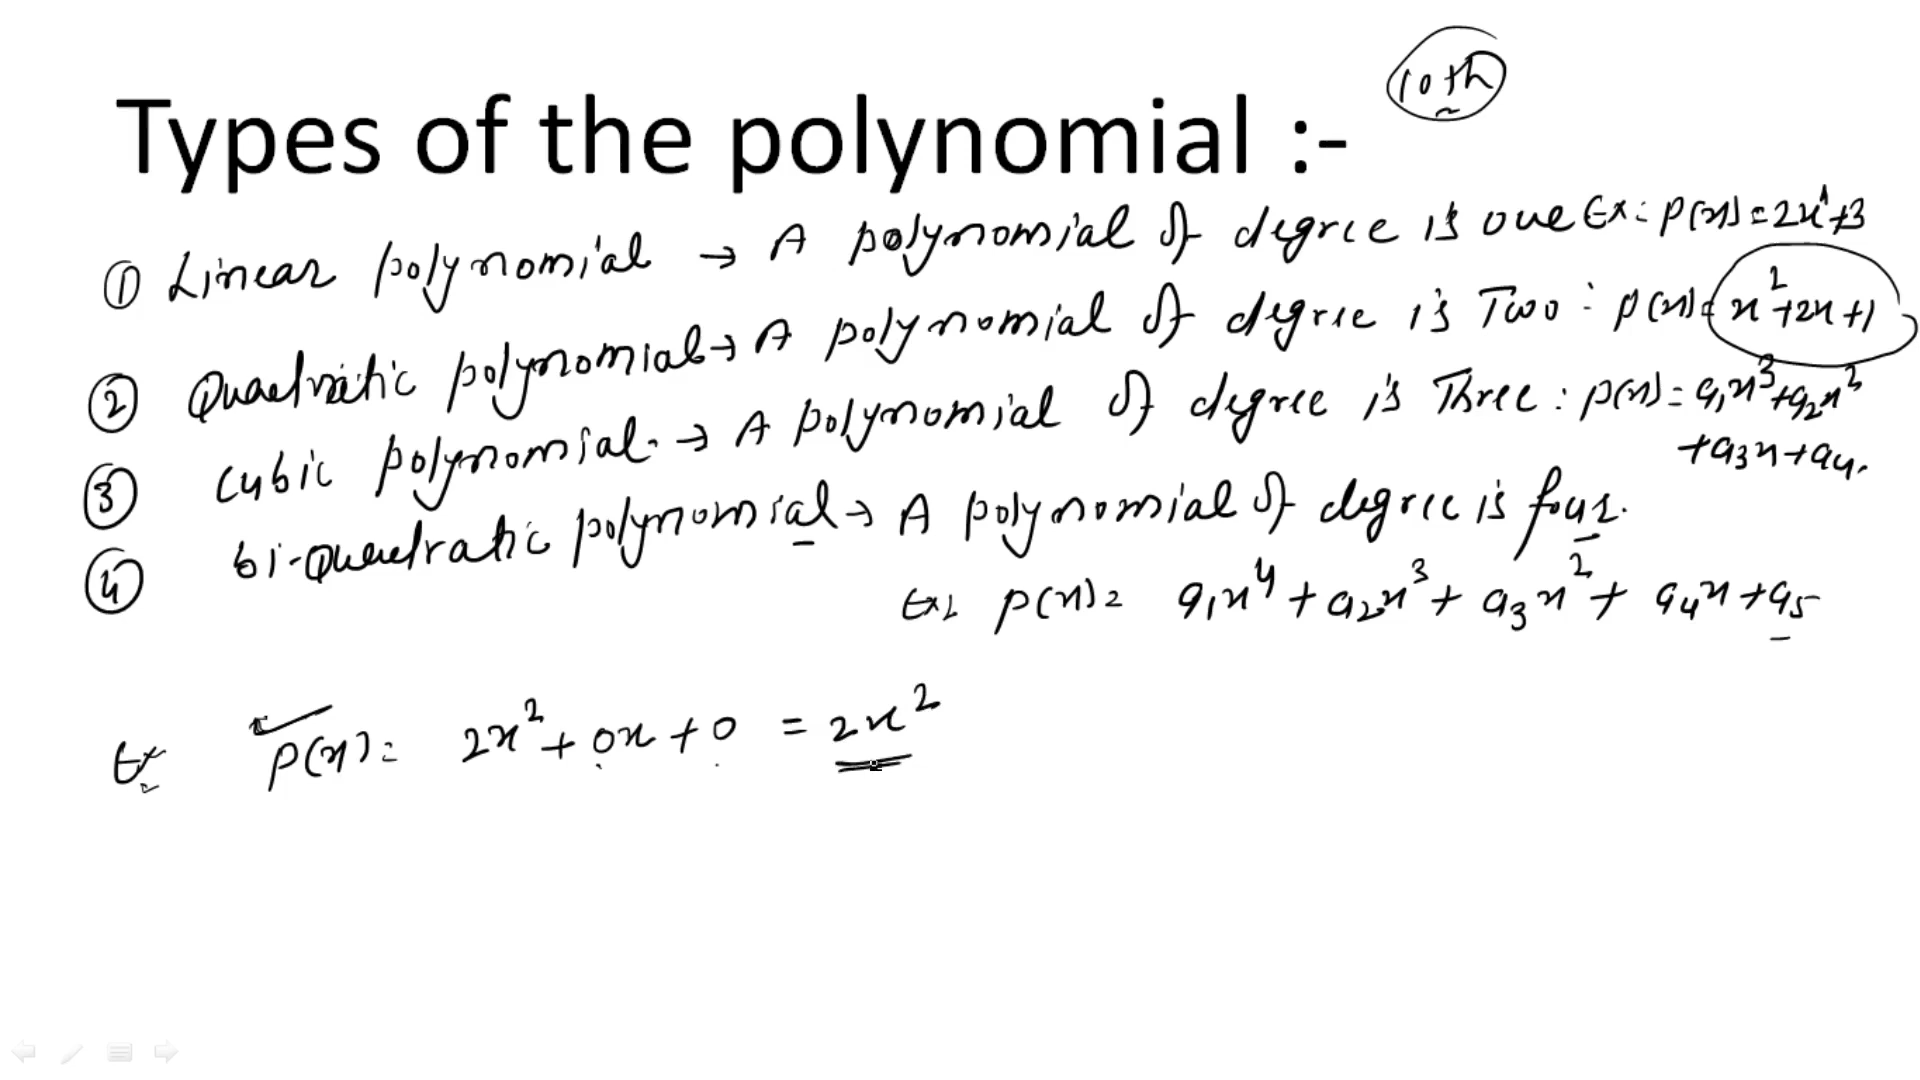 10th
Types of the polynomial :-
① Linear polynomial → A polynomial of degree is one Ex: P(x) = 2x¹+3
② Quadratic polynomial → A polynomial of degree is Two : P(x) = x²+2x+1
③ cubic polynomial. → A polynomial of degree is Three : P(x) = a₁x³+a₂x²
+a₃x+a₄.
④ bi-Quadratic polynomial → A polynomial of degree is four.
Ex: P(x) = a₁x⁴ + a₂x³ + a₃x² + a₄x + a₅
Ex P(x) = 2x² + 0x + 0 = 2x²